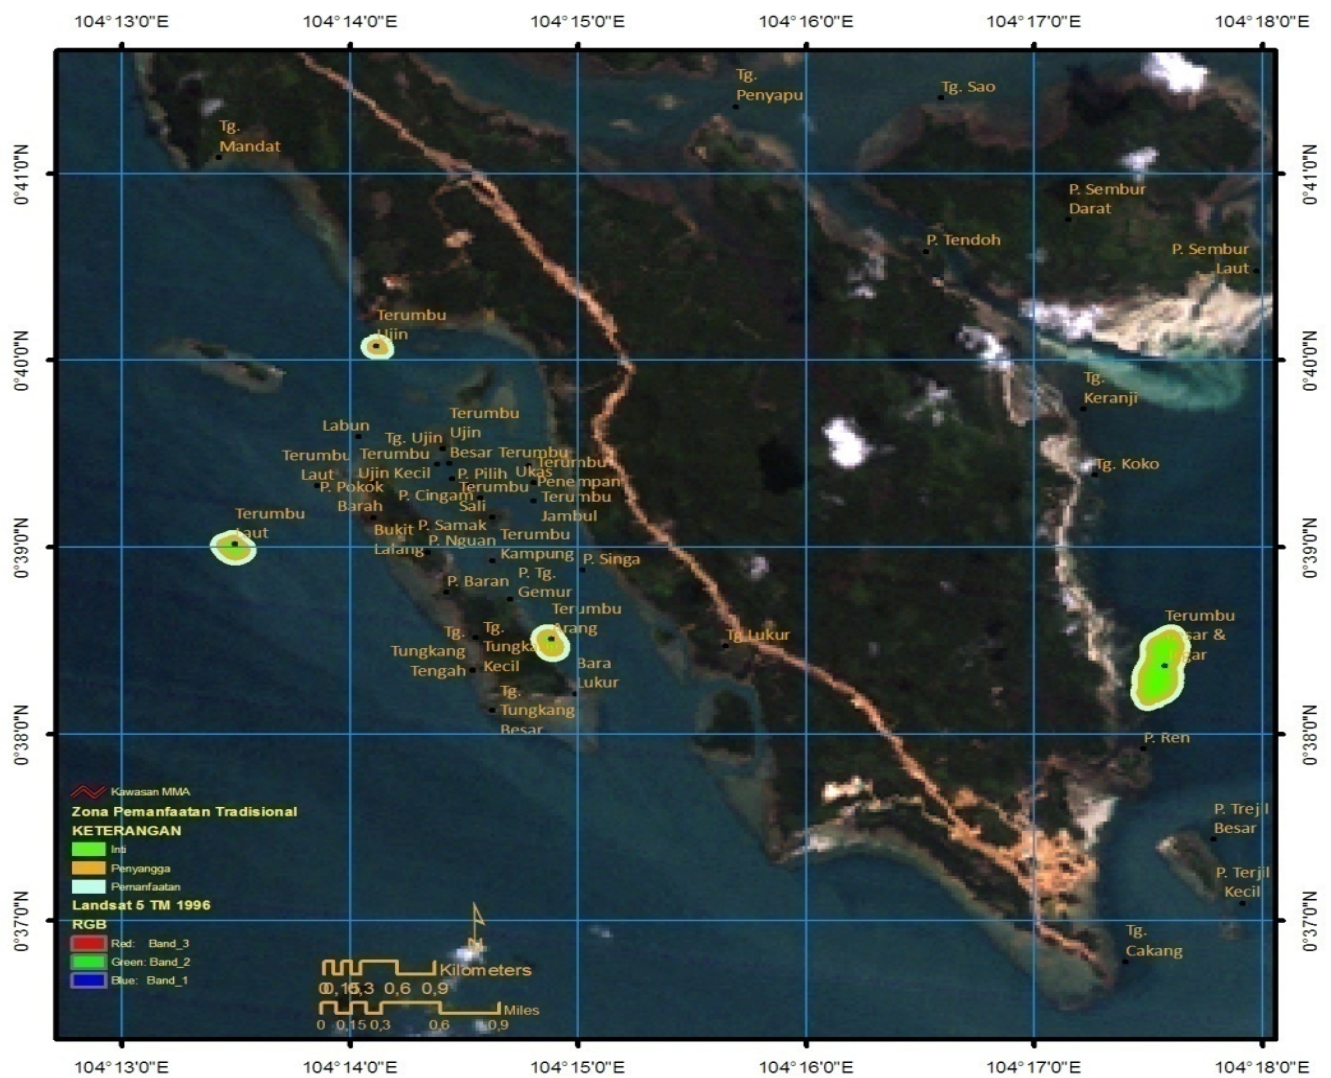 104°13'0"E 104°14'0"E 104°15'0"E 104°16'0"E 104°17'0"E 104°18'0"E
Tg.
Penyapu
Tg. Sao
Tg.
Mandat
0°41'0"N 0°41'0"N
P. Sembur
Darat
P. Tendoh
P. Sembur
Laut
Terumbu
Ujin
0°40'0"N 0°40'0"N
Tg.
Keranji
Terumbu
Ujin
Besar
Labun
Tg. Ujin
Terumbu
Laut
Terumbu
Ujin Kecil
Terumbu
Ukas
Terumbu
Penempan
P. Pilih
Tg. Koko
P. Pokok
Barah
P. Cingam
Terumbu
Sali
Terumbu
Jambul
Terumbu
Laut
Bukit
Lalang
P. Samak
P. Nguan
Terumbu
Kampung
0°39'0"N 0°39'0"N
P. Singa
P. Baran
P. Tg.
Gemur
Terumbu
Arang
Terumbu
Tg.
Tungkang
Tengah
Tg.
Kecil
Tg Lukur
Bara
Lukur
Tg.
Tungkang
Besar
0°38'0"N 0°38'0"N
P. Ren
Kawasan MMA
Zona Pemanfaatan Tradisional
KETERANGAN
Inti
Penyangga
Pemanfaatan
Landsat 5 TM 1996
RGB
Red: Band_3
Green: Band_2
Blue: Band_1
P. Trejil
Besar
P. Terjil
Kecil
0°37'0"N 0°37'0"N
Tg.
Cakang
Kilometers
0 0,15 0,3 0,6 0,9
Miles
0 0,15 0,3 0,6 0,9
104°13'0"E 104°14'0"E 104°15'0"E 104°16'0"E 104°17'0"E 104°18'0"E